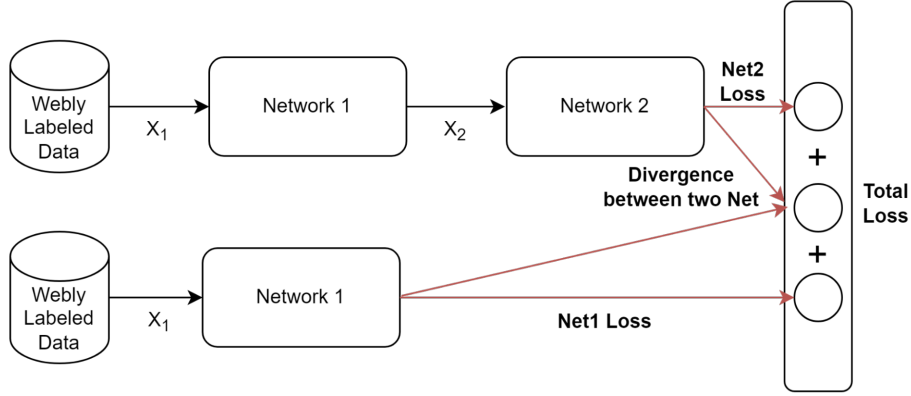 Webly
Labeled
Data
X₁
Network 1
X₂
Network 2
Net2
Loss
+
Divergence
between two Net
Total
Loss
+
Webly
Labeled
Data
X₁
Network 1
Net1 Loss